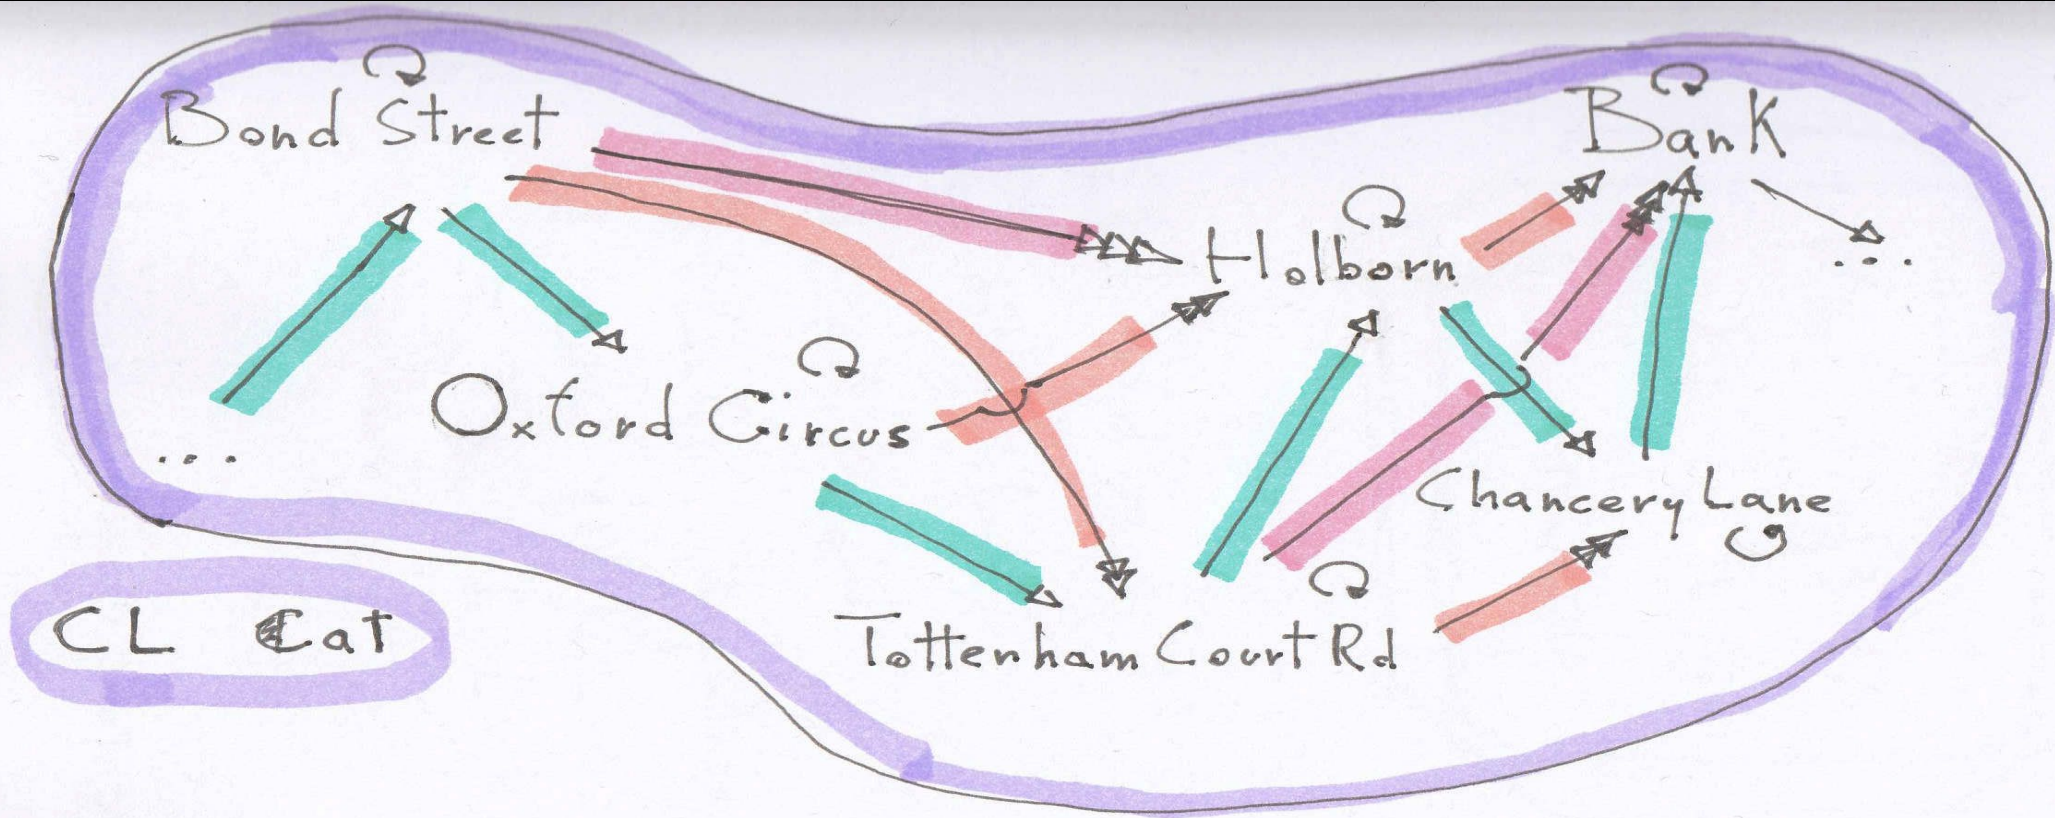 Bond Street
Bank
Holborn
Oxford Circus
...
...
Chancery Lane
CL Cat
Tottenham Court Rd